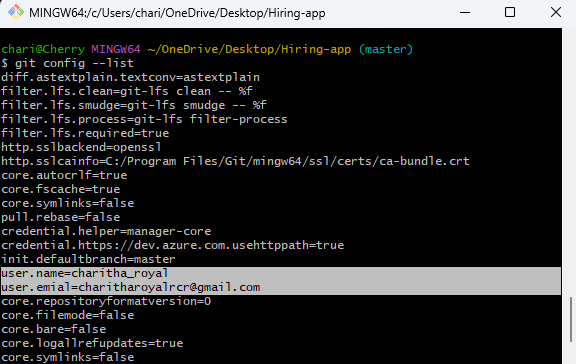 MINGW64:/c/Users/chari/OneDrive/Desktop/Hiring-app
chari@Cherry MINGW64 ~/OneDrive/Desktop/Hiring-app (master)
$ git config --list
diff.astextplain.textconv=astextplain
filter.lfs.clean=git-lfs clean -- %f
filter.lfs.smudge=git-lfs smudge -- %f
filter.lfs.process=git-lfs filter-process
filter.lfs.required=true
http.sslbackend=openssl
http.sslcainfo=C:/Program Files/Git/mingw64/ssl/certs/ca-bundle.crt
core.autocrlf=true
core.fscache=true
core.symlinks=false
pull.rebase=false
credential.helper=manager-core
credential.https://dev.azure.com.usehttppath=true
init.defaultbranch=master
user.name=charitha_royal
user.emial=charitharoyalrcr@gmail.com
core.repositoryformatversion=0
core.filemode=false
core.bare=false
core.logallrefupdates=true
core.symlinks=false